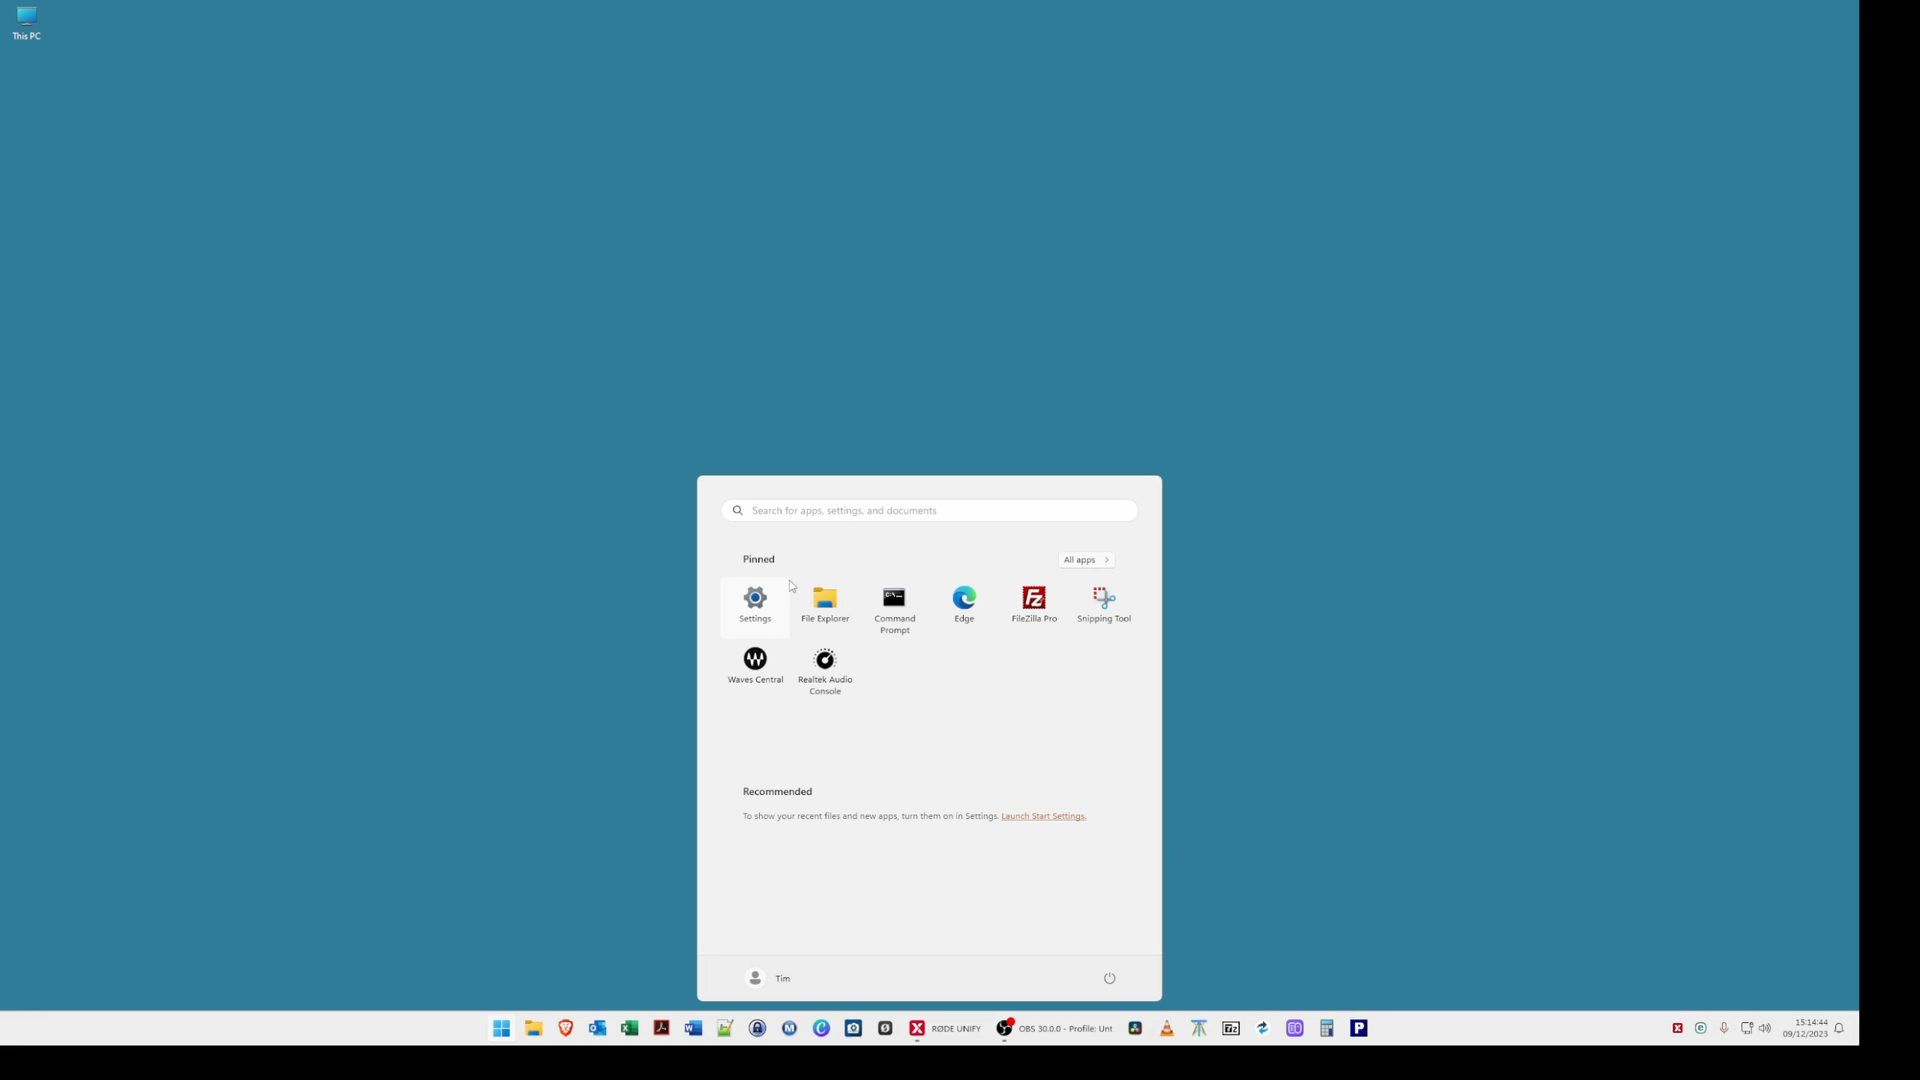 This PC
Search for apps, settings, and documents
Pinned
All apps
Settings
File Explorer
Command
Prompt
Edge
FileZilla Pro
Snipping Tool
Waves Central
Realtek Audio
Console
Recommended
To show your recent files and new apps, turn them on in Settings. Launch Start Settings.
Tim
RØDE UNIFY
OBS 30.0.0 - Profile: Unt
15:14:44
09/12/2023